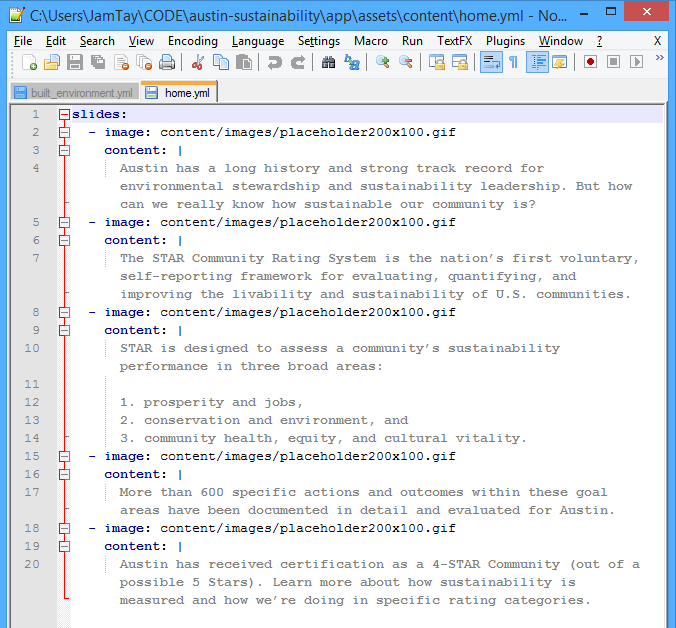 C:\Users\JamTay\CODE\austin-sustainability\app\assets\content\home.yml - No...
File Edit Search View Encoding Language Settings Macro Run TextFX Plugins Window ? X
built_environment.yml home.yml
1 slides:
2 - image: content/images/placeholder200x100.gif
3 content: |
4 Austin has a long history and strong track record for
environmental stewardship and sustainability leadership. But how
can we really know how sustainable our community is?
5 - image: content/images/placeholder200x100.gif
6 content: |
7 The STAR Community Rating System is the nation’s first voluntary,
self-reporting framework for evaluating, quantifying, and
improving the livability and sustainability of U.S. communities.
8 - image: content/images/placeholder200x100.gif
9 content: |
10 STAR is designed to assess a community’s sustainability
performance in three broad areas:
11
12 1. prosperity and jobs,
13 2. conservation and environment, and
14 3. community health, equity, and cultural vitality.
15 - image: content/images/placeholder200x100.gif
16 content: |
17 More than 600 specific actions and outcomes within these goal
areas have been documented in detail and evaluated for Austin.
18 - image: content/images/placeholder200x100.gif
19 content: |
20 Austin has received certification as a 4-STAR Community (out of a
possible 5 Stars). Learn more about how sustainability is
measured and how we’re doing in specific rating categories.